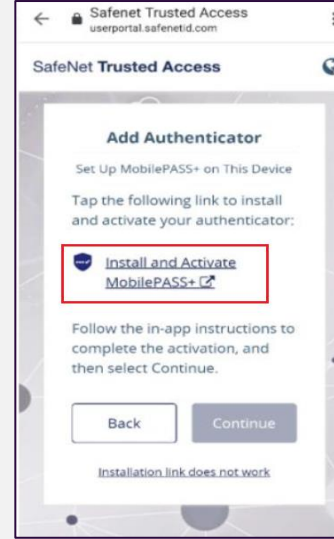 Safenet Trusted Access
userportal.safenetid.com
SafeNet Trusted Access
Add Authenticator
Set Up MobilePASS+ on This Device
Tap the following link to install
and activate your authenticator:
Install and Activate
MobilePASS+
Follow the in-app instructions to
complete the activation, and
then select Continue.
Back
Continue
Installation link does not work